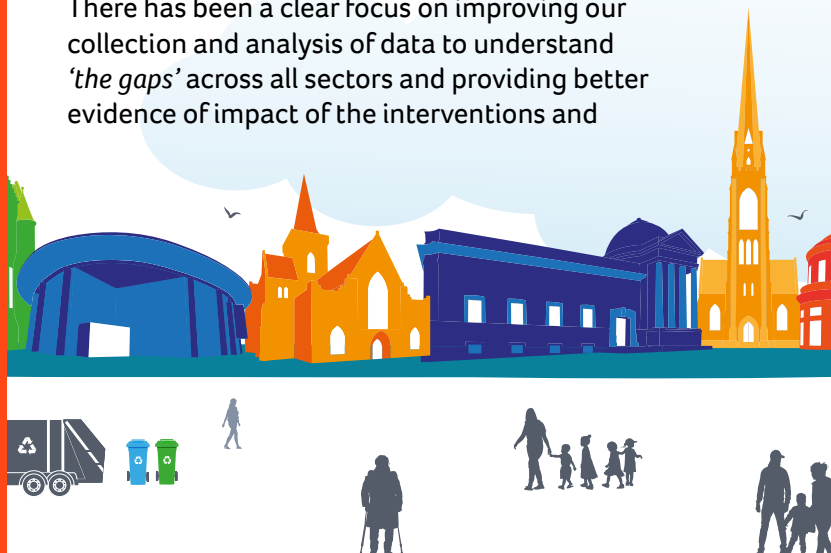 There has been a clear focus on improving our
collection and analysis of data to understand
‘the gaps’ across all sectors and providing better
evidence of impact of the interventions and